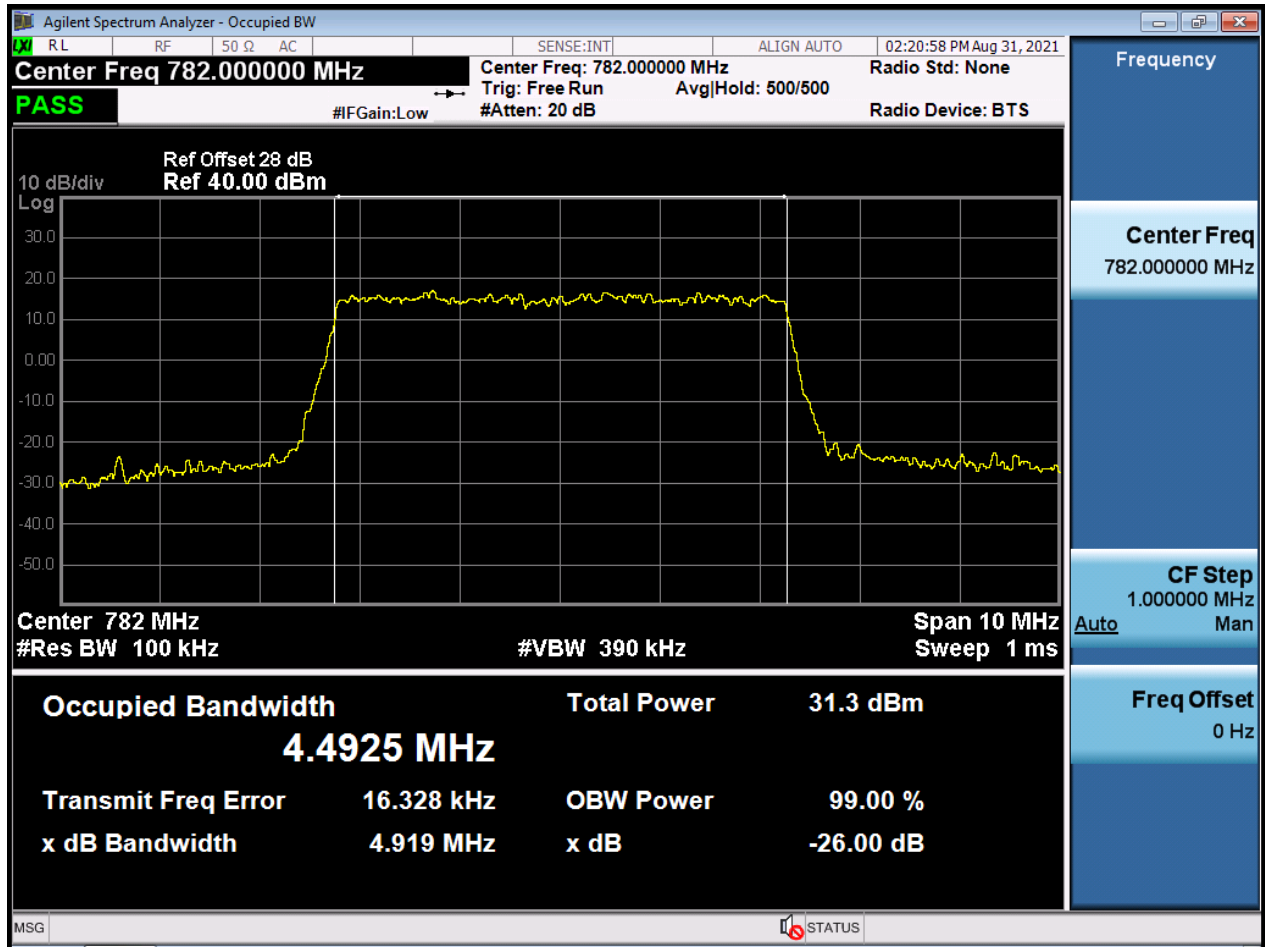 Agilent Spectrum Analyzer - Occupied BW
LXI RL RF 50 Ω AC SENSE:INT ALIGN AUTO 02:20:58 PM Aug 31, 2021
Center Freq 782.000000 MHz
PASS
#IFGain:Low
Center Freq: 782.000000 MHz
Trig: Free Run Avg|Hold: 500/500
#Atten: 20 dB
Radio Std: None
Radio Device: BTS
Ref Offset 28 dB
10 dB/div Ref 40.00 dBm
Log
30.0
20.0
10.0
0.00
-10.0
-20.0
-30.0
-40.0
-50.0
Center 782 MHz Span 10 MHz
#Res BW 100 kHz #VBW 390 kHz Sweep 1 ms
Occupied Bandwidth Total Power 31.3 dBm
4.4925 MHz
Transmit Freq Error 16.328 kHz OBW Power 99.00 %
x dB Bandwidth 4.919 MHz x dB -26.00 dB
Frequency
Center Freq
782.000000 MHz
CF Step
1.000000 MHz
Auto Man
Freq Offset
0 Hz
MSG STATUS